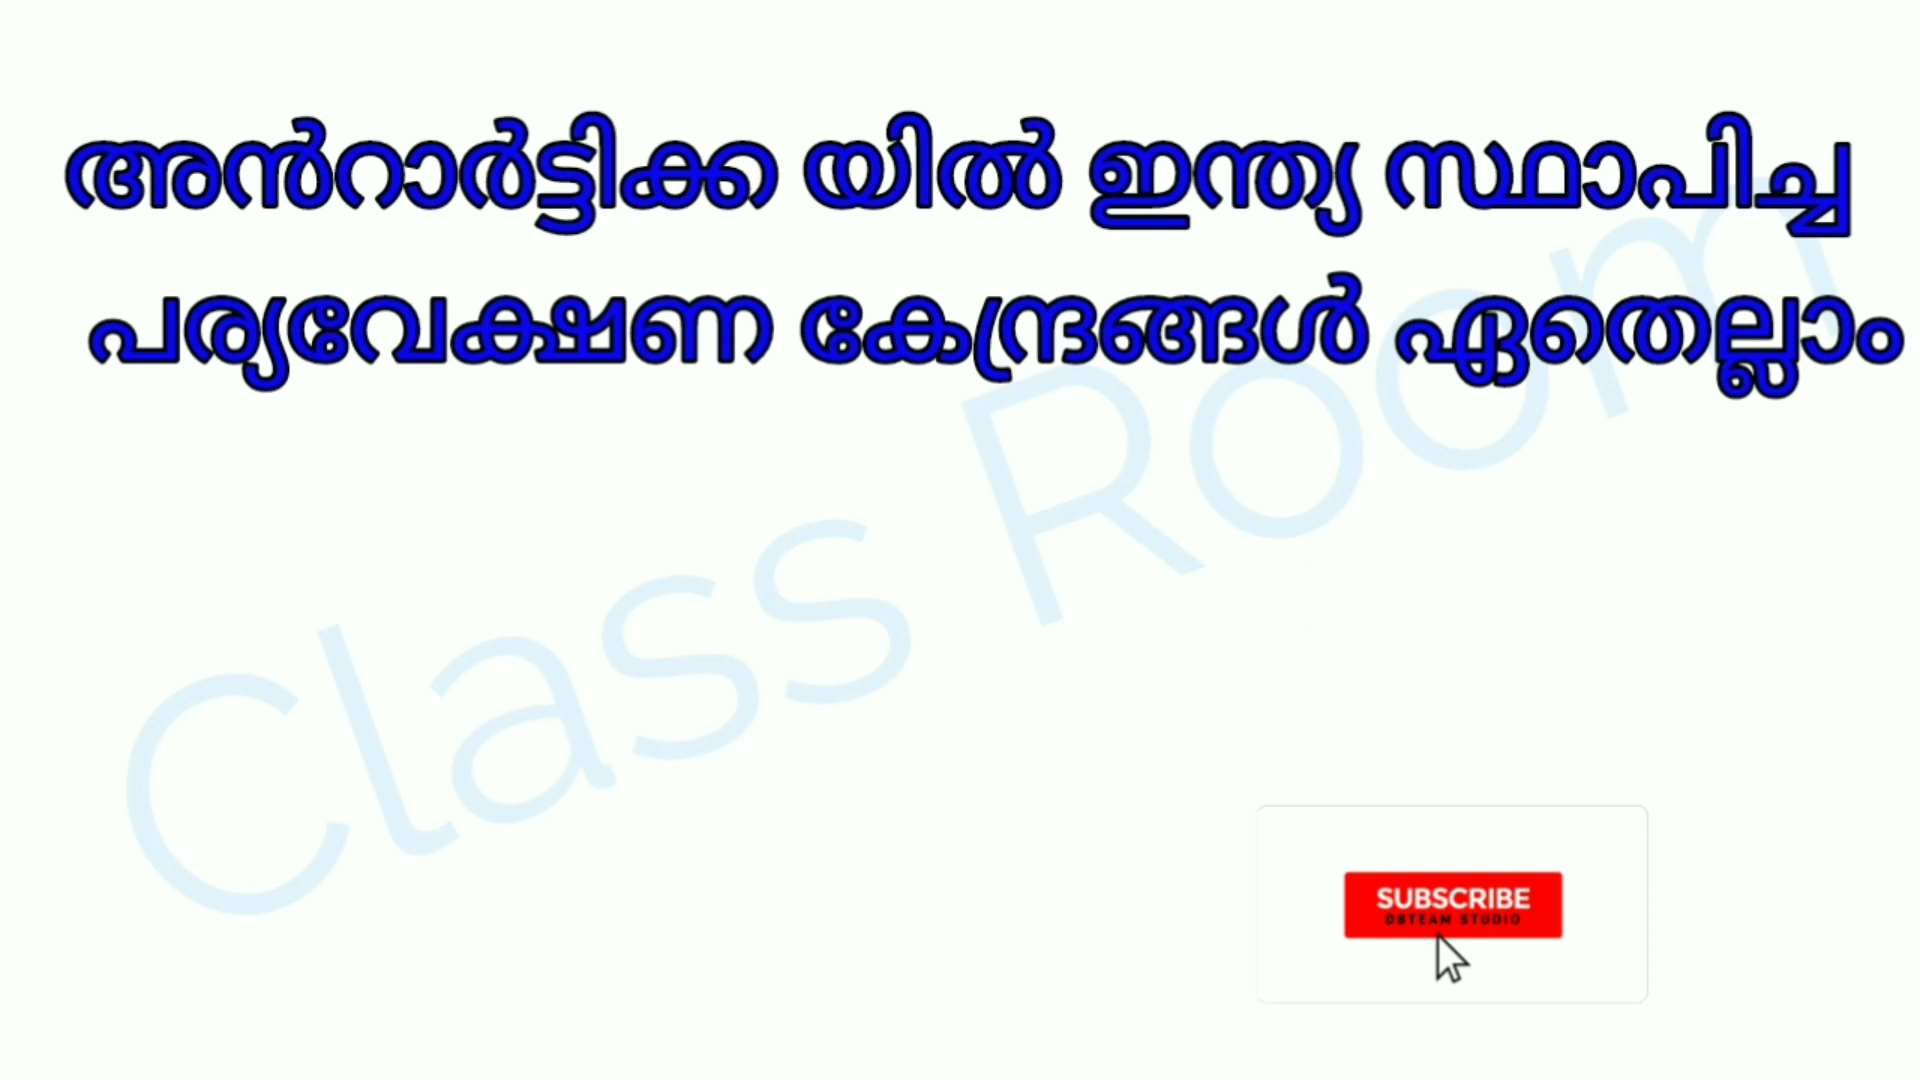 അൻറാർട്ടിക്ക യിൽ ഇന്ത്യ സ്ഥാപിച്ച
പര്യവേക്ഷണ കേന്ദ്രങ്ങൾ ഏതെല്ലാം
Class Room
SUBSCRIBE
DBTEAM STUDIO